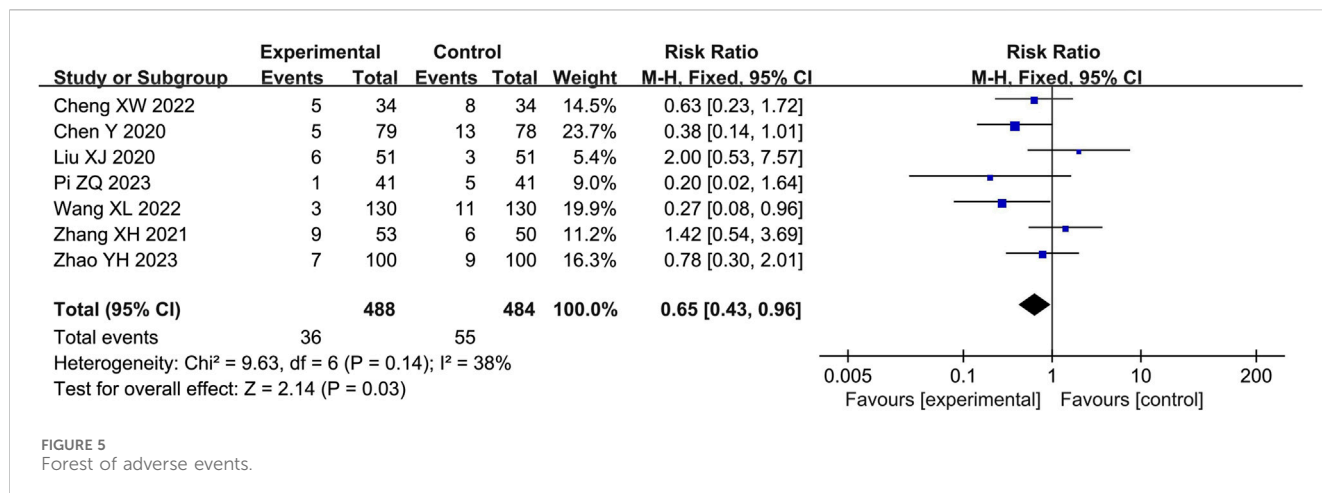 Experimental Control Risk Ratio Risk Ratio
Study or Subgroup Events Total Events Total Weight M-H, Fixed, 95% CI M-H, Fixed, 95% CI
Cheng XW 2022 5 34 8 34 14.5% 0.63 [0.23, 1.72]
Chen Y 2020 5 79 13 78 23.7% 0.38 [0.14, 1.01]
Liu XJ 2020 6 51 3 51 5.4% 2.00 [0.53, 7.57]
Pi ZQ 2023 1 41 5 41 9.0% 0.20 [0.02, 1.64]
Wang XL 2022 3 130 11 130 19.9% 0.27 [0.08, 0.96]
Zhang XH 2021 9 53 6 50 11.2% 1.42 [0.54, 3.69]
Zhao YH 2023 7 100 9 100 16.3% 0.78 [0.30, 2.01]
Total (95% CI) 488 484 100.0% 0.65 [0.43, 0.96]
Total events 36 55
Heterogeneity: Chi² = 9.63, df = 6 (P = 0.14); I² = 38%
Test for overall effect: Z = 2.14 (P = 0.03)
0.005 0.1 1 10 200
Favours [experimental] Favours [control]
FIGURE 5
Forest of adverse events.